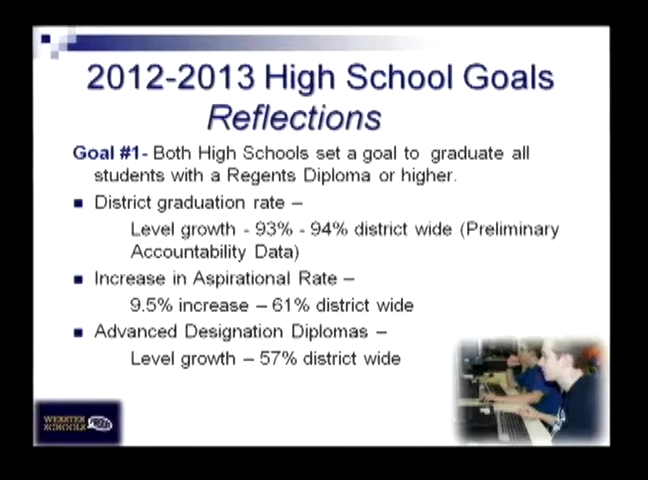 2012-2013 High School Goals
Reflections
Goal #1- Both High Schools set a goal to graduate all
students with a Regents Diploma or higher.
District graduation rate –
Level growth - 93% - 94% district wide (Preliminary
Accountability Data)
Increase in Aspirational Rate –
9.5% increase – 61% district wide
Advanced Designation Diplomas –
Level growth – 57% district wide
WEBSTER
SCHOOLS